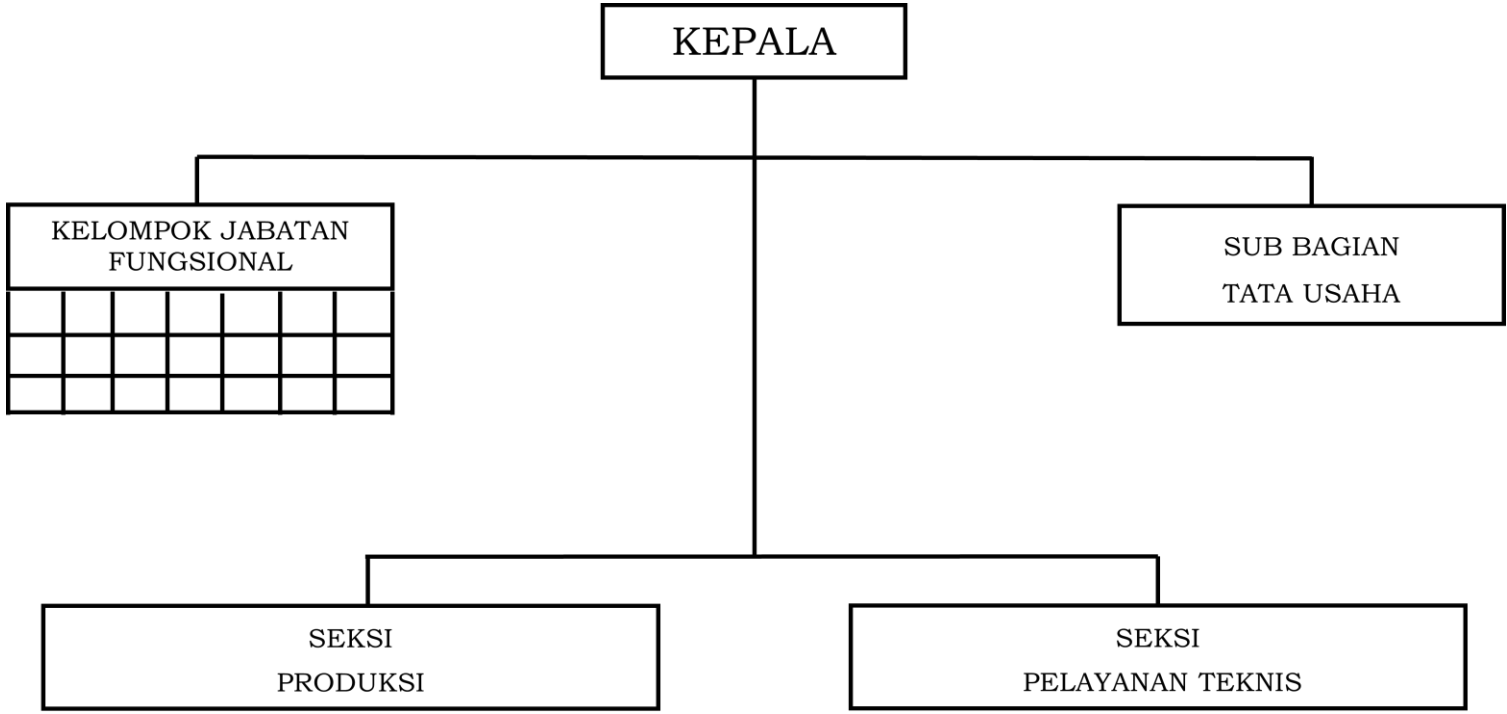 KEPALA
KELOMPOK JABATAN
FUNGSIONAL
SUB BAGIAN
TATA USAHA
SEKSI
PRODUKSI
SEKSI
PELAYANAN TEKNIS